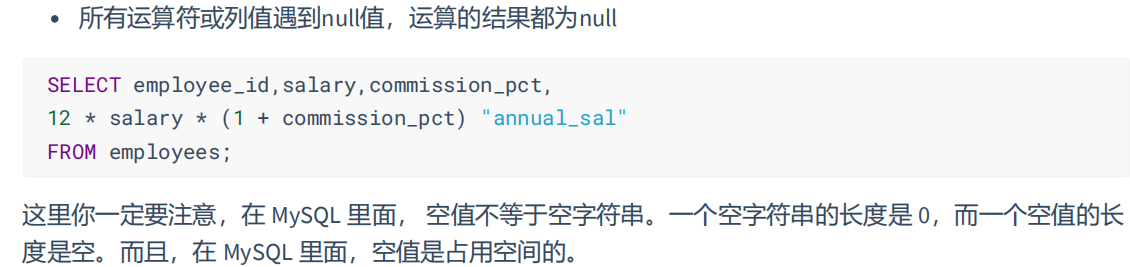 • 所有运算符或列值遇到null值，运算的结果都为null
SELECT employee_id,salary,commission_pct,
12 * salary * (1 + commission_pct) "annual_sal"
FROM employees;
这里你一定要注意，在 MySQL 里面， 空值不等于空字符串。一个空字符串的长度是 0，而一个空值的长
度是空。而且，在 MySQL 里面，空值是占用空间的。